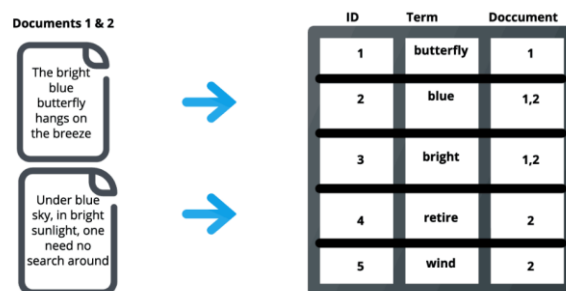 Documents 1 & 2
The bright
blue
butterfly
hangs on
the breeze
Under blue
sky, in bright
sunlight, one
need no
search around
ID Term Doccument
1 butterfly 1
2 blue 1,2
3 bright 1,2
4 retire 2
5 wind 2